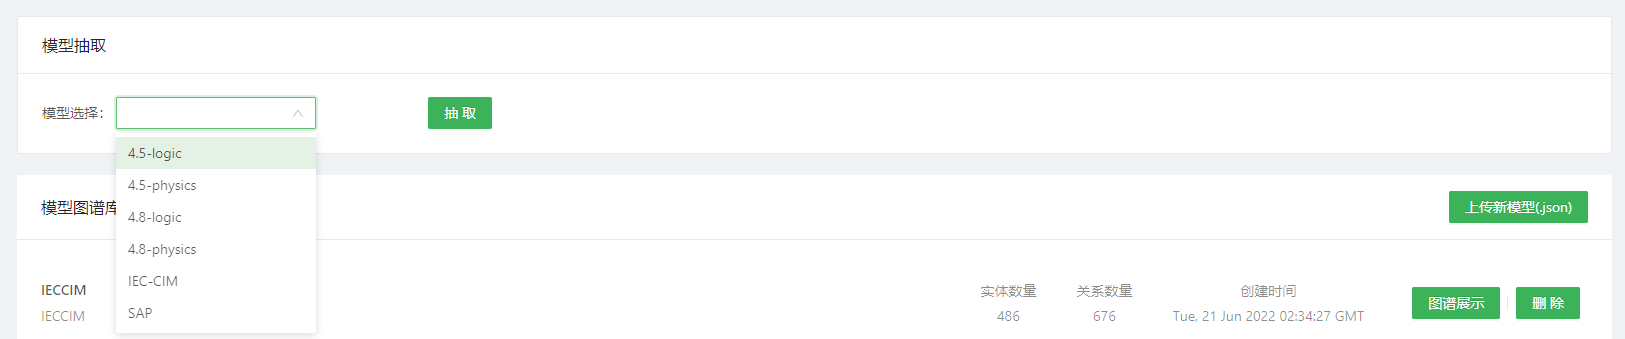 模型抽取
模型选择：
抽 取
4.5-logic
4.5-physics
4.8-logic
4.8-physics
IEC-CIM
SAP
模型图谱库
上传新模型(.json)
IECCIM
IECCIM
实体数量
486
关系数量
676
创建时间
Tue, 21 Jun 2022 02:34:27 GMT
图谱展示
删 除